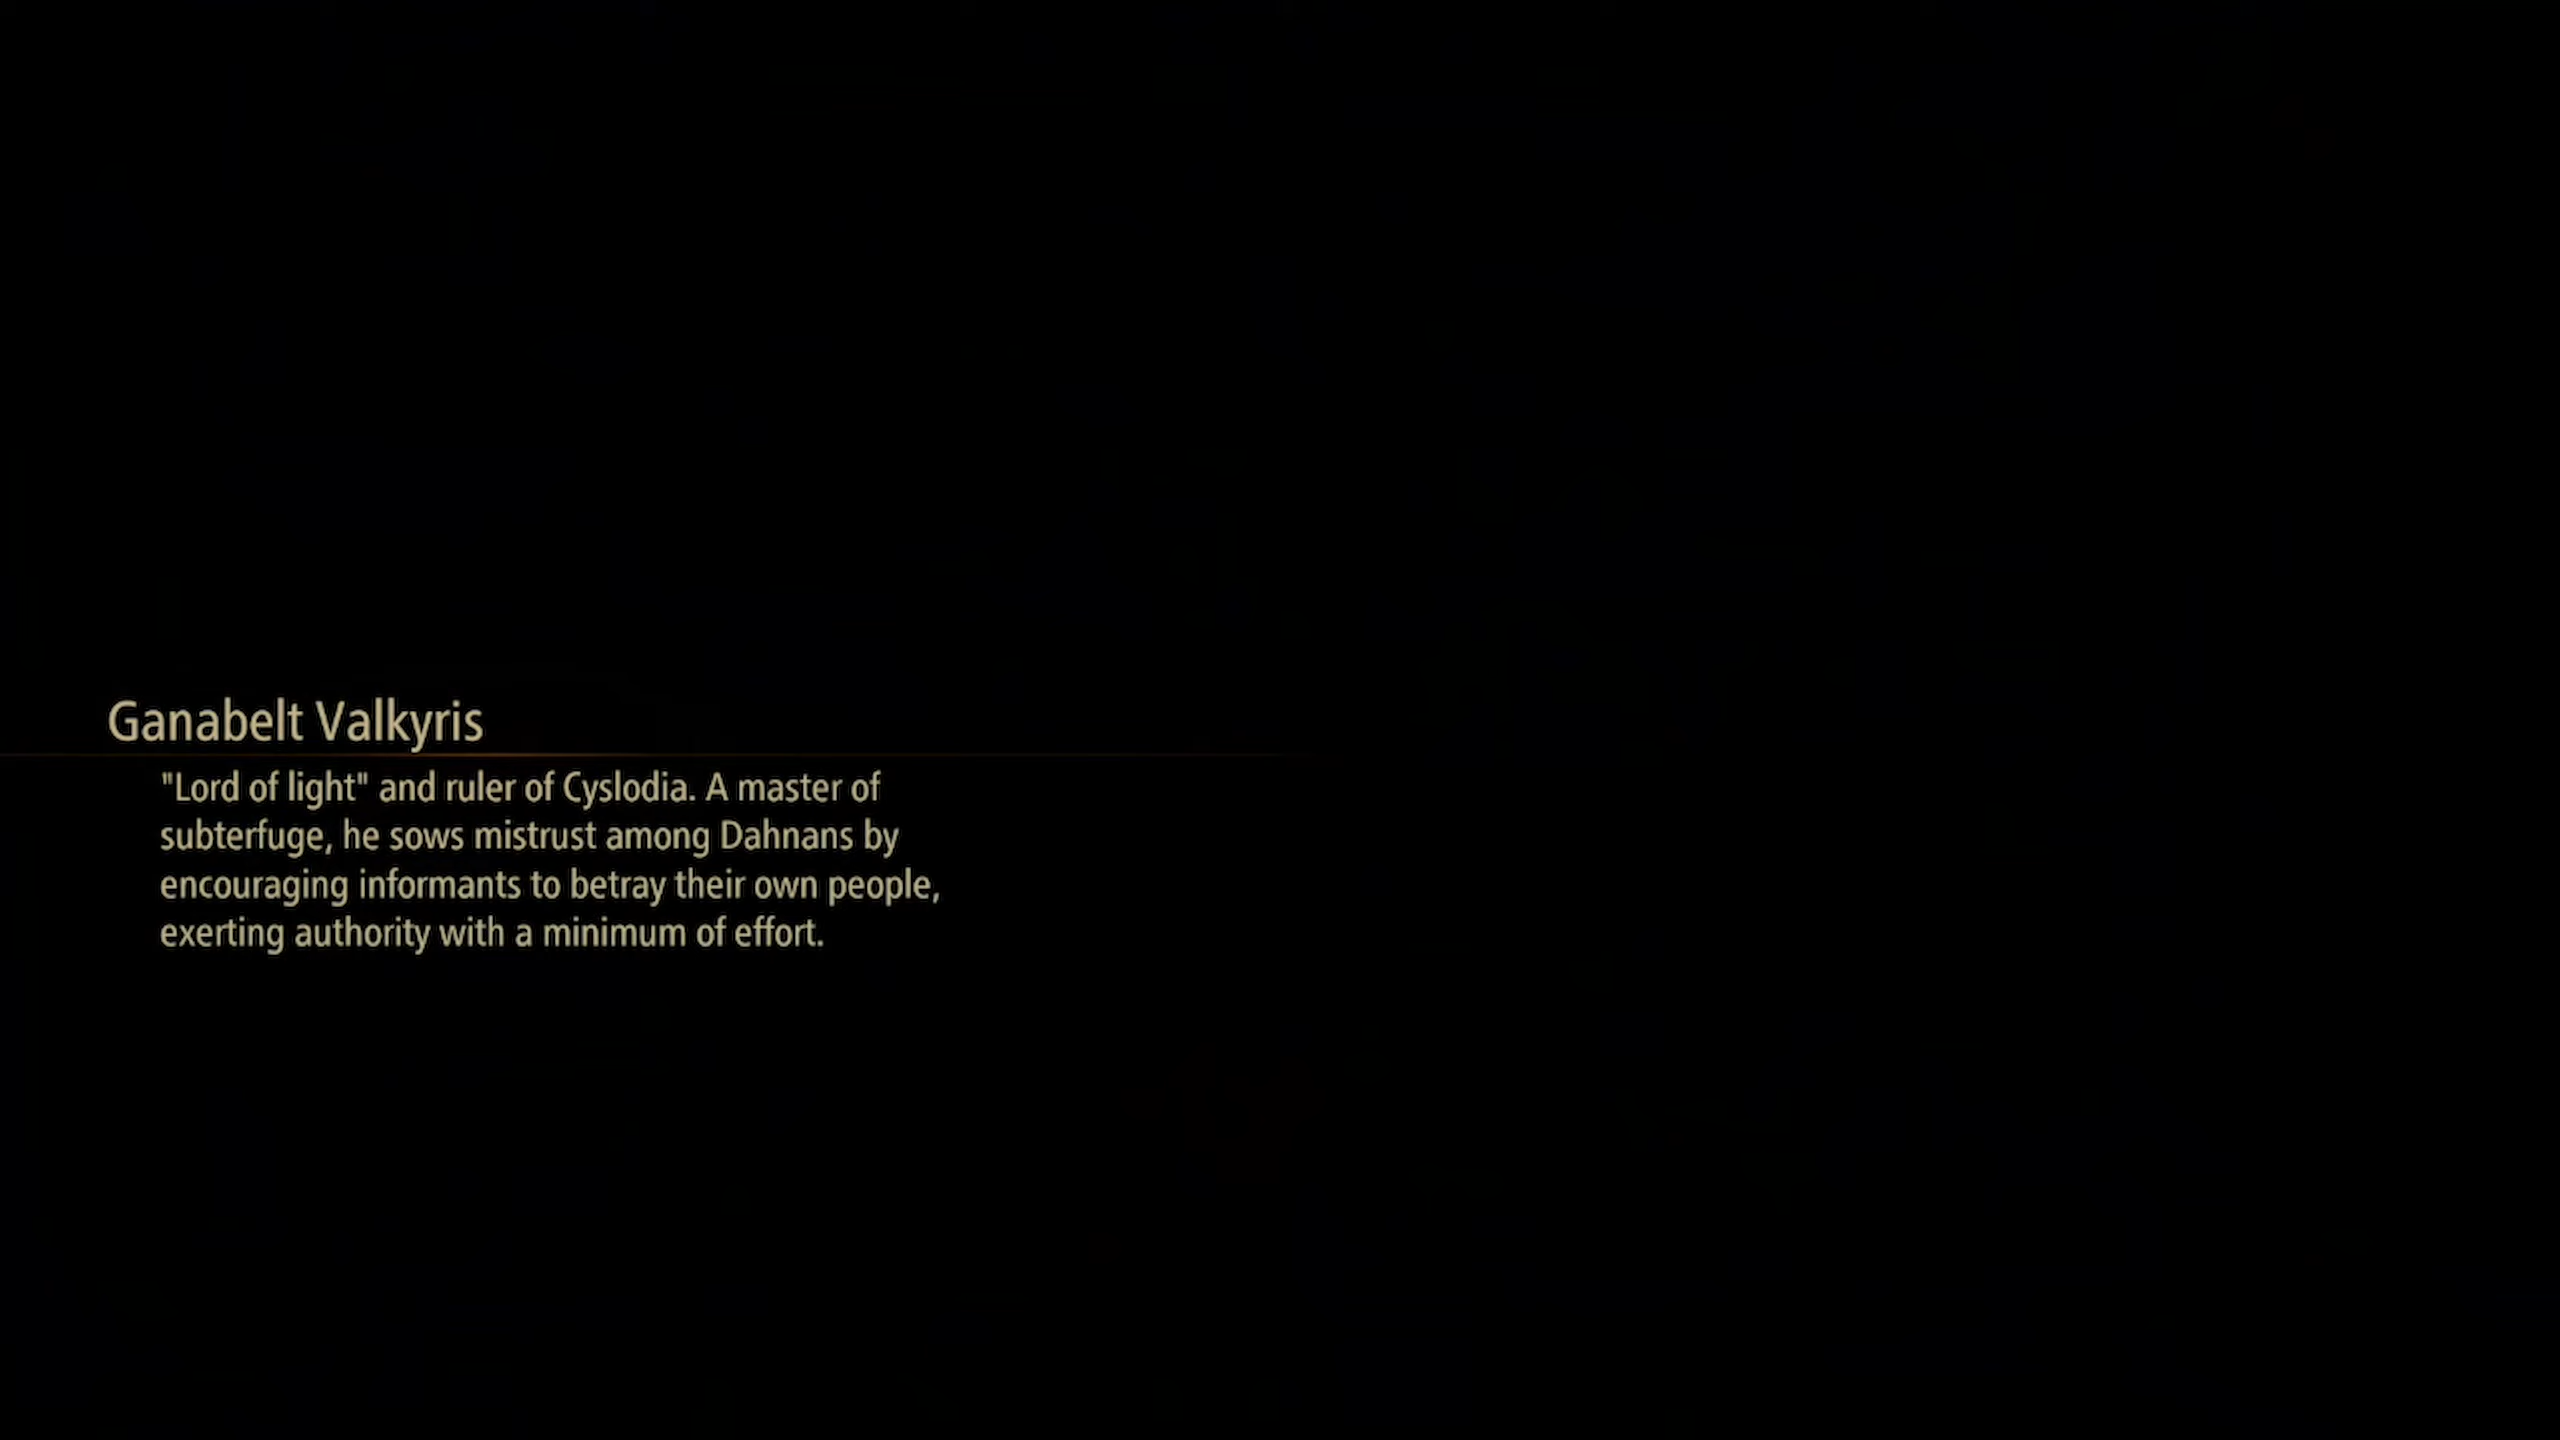 Ganabelt Valkyris
"Lord of light" and ruler of Cyslodia. A master of
subterfuge, he sows mistrust among Dahnans by
encouraging informants to betray their own people,
exerting authority with a minimum of effort.